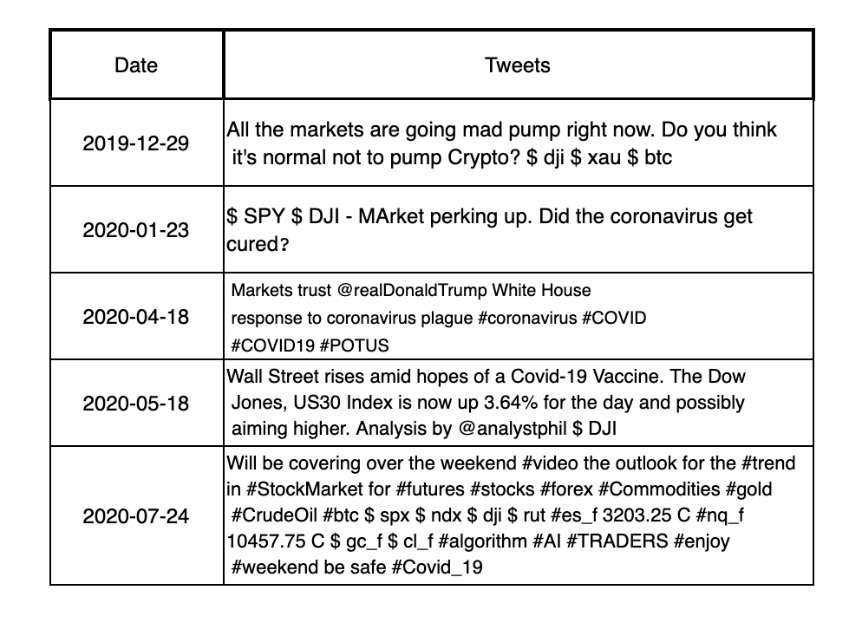 Date Tweets
2019-12-29 All the markets are going mad pump right now. Do you think
it's normal not to pump Crypto? $ dji $ xau $ btc
2020-01-23 $ SPY $ DJI - MArket perking up. Did the coronavirus get
cured?
2020-04-18 Markets trust @realDonaldTrump White House
response to coronavirus plague #coronavirus #COVID
#COVID19 #POTUS
2020-05-18 Wall Street rises amid hopes of a Covid-19 Vaccine. The Dow
Jones, US30 Index is now up 3.64% for the day and possibly
aiming higher. Analysis by @analystphil $ DJI
2020-07-24 Will be covering over the weekend #video the outlook for the #trend
in #StockMarket for #futures #stocks #forex #Commodities #gold
#CrudeOil #btc $ spx $ ndx $ dji $ rut #es_f 3203.25 C #nq_f
10457.75 C $ gc_f $ cl_f #algorithm #AI #TRADERS #enjoy
#weekend be safe #Covid_19